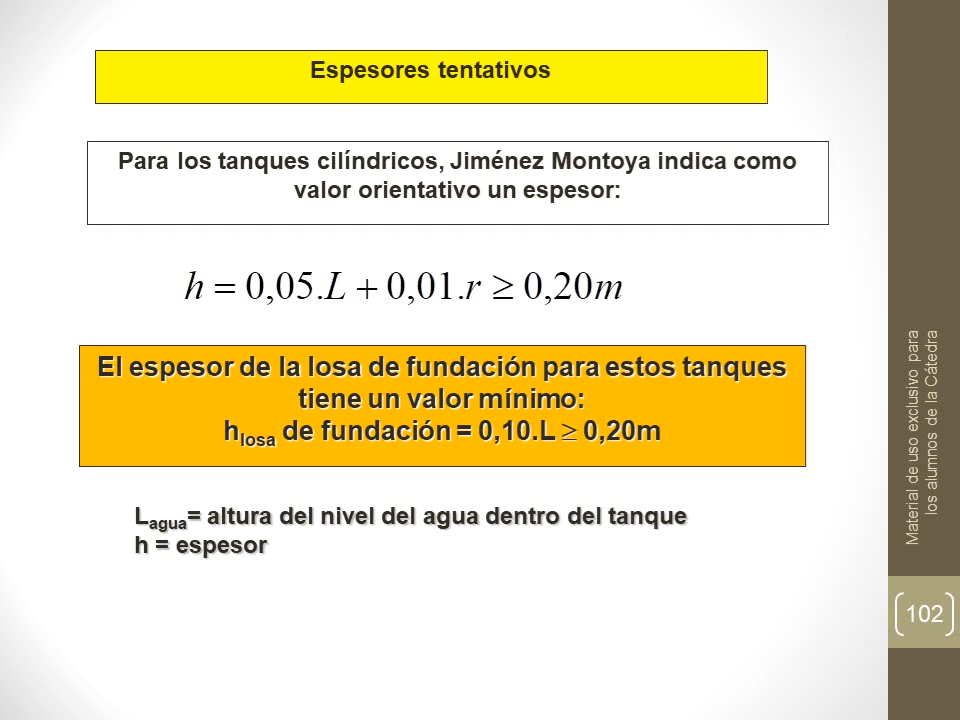 Espesores tentativos
Para los tanques cilíndricos, Jiménez Montoya indica como
valor orientativo un espesor:
h = 0,05.L + 0,01.r ≥ 0,20m
El espesor de la losa de fundación para estos tanques
tiene un valor mínimo:
hlosa de fundación = 0,10.L ≥ 0,20m
Lagua= altura del nivel del agua dentro del tanque
h = espesor
Material de uso exclusivo para
los alumnos de la Cátedra
102